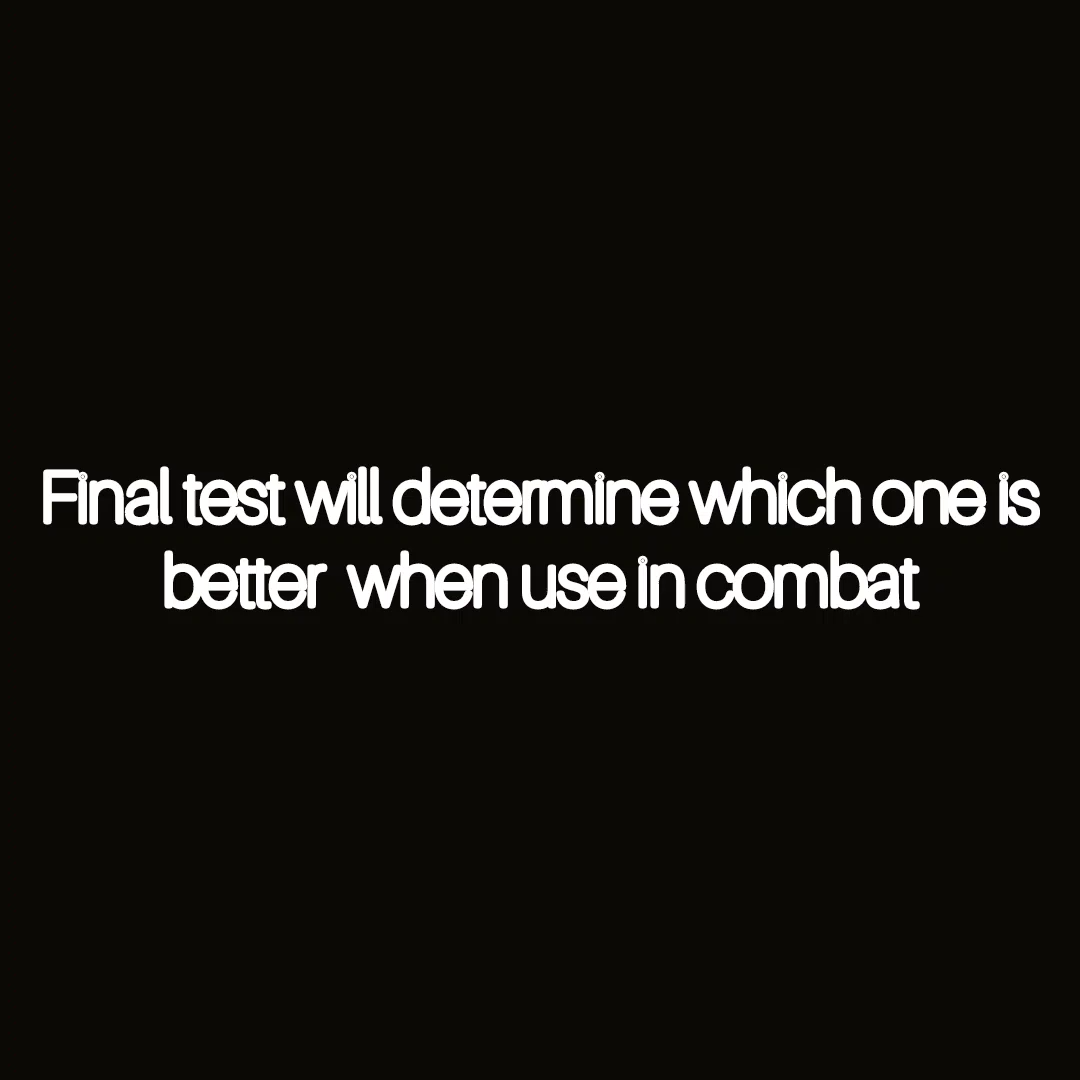 Final test will determine which one is
better  when use in combat